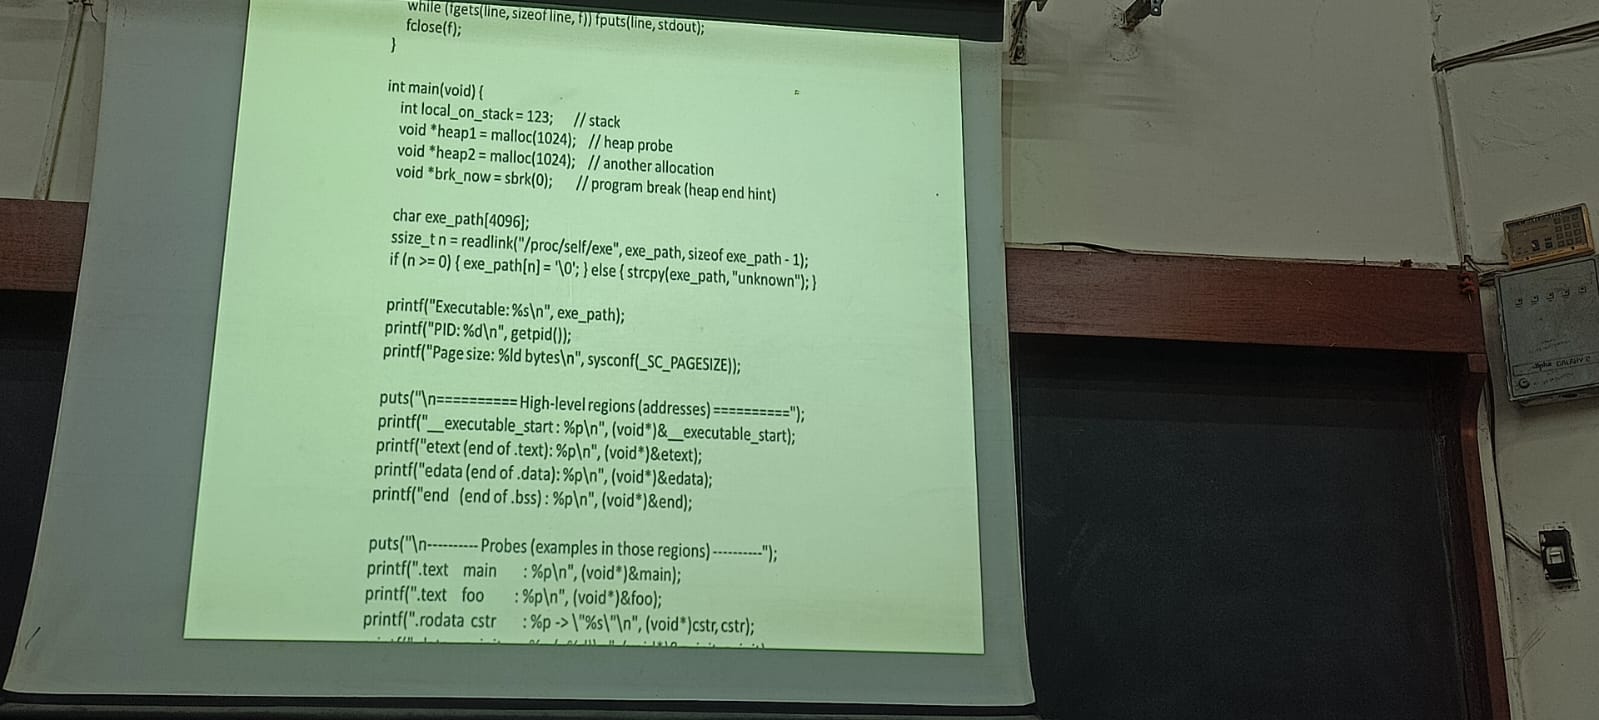 while (fgets(line, sizeof line, f)) fputs(line, stdout);
fclose(f);
}
int main(void) {
int local_on_stack = 123; // stack
void *heap1 = malloc(1024); // heap probe
void *heap2 = malloc(1024); // another allocation
void *brk_now = sbrk(0); // program break (heap end hint)
char exe_path[4096];
ssize_t n = readlink("/proc/self/exe", exe_path, sizeof exe_path - 1);
if (n >= 0) { exe_path[n] = '\0'; } else { strcpy(exe_path, "unknown"); }
printf("Executable: %s\n", exe_path);
printf("PID: %d\n", getpid());
printf("Page size: %ld bytes\n", sysconf(_SC_PAGESIZE));
puts("\n========== High-level regions (addresses) ==========");
printf("__executable_start : %p\n", (void*)&__executable_start);
printf("etext (end of .text): %p\n", (void*)&etext);
printf("edata (end of .data): %p\n", (void*)&edata);
printf("end (end of .bss) : %p\n", (void*)&end);
puts("\n---------- Probes (examples in those regions) ----------");
printf(".text main : %p\n", (void*)&main);
printf(".text foo : %p\n", (void*)&foo);
printf(".rodata cstr : %p -> \"%s\"\n", (void*)cstr, cstr);
Alpha GALAXY